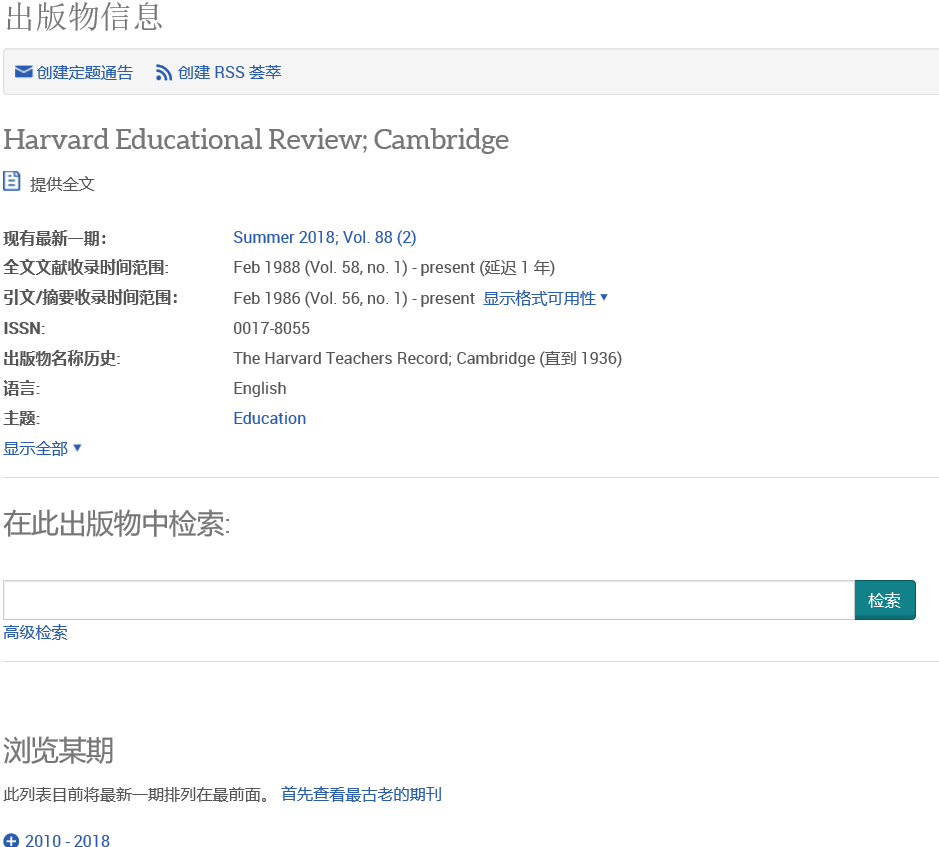 出版物信息
创建定题通告 创建 RSS 荟萃
Harvard Educational Review; Cambridge
提供全文
现有最新一期: Summer 2018; Vol. 88 (2)
全文文献收录时间范围: Feb 1988 (Vol. 58, no. 1) - present (延迟 1 年)
引文/摘要收录时间范围: Feb 1986 (Vol. 56, no. 1) - present 显示格式可用性
ISSN: 0017-8055
出版物名称历史: The Harvard Teachers Record; Cambridge (直到 1936)
语言: English
主题: Education
显示全部
在此出版物中检索:
检索
高级检索
浏览某期
此列表目前将最新一期排列在最前面。 首先查看最古老的期刊
2010 - 2018